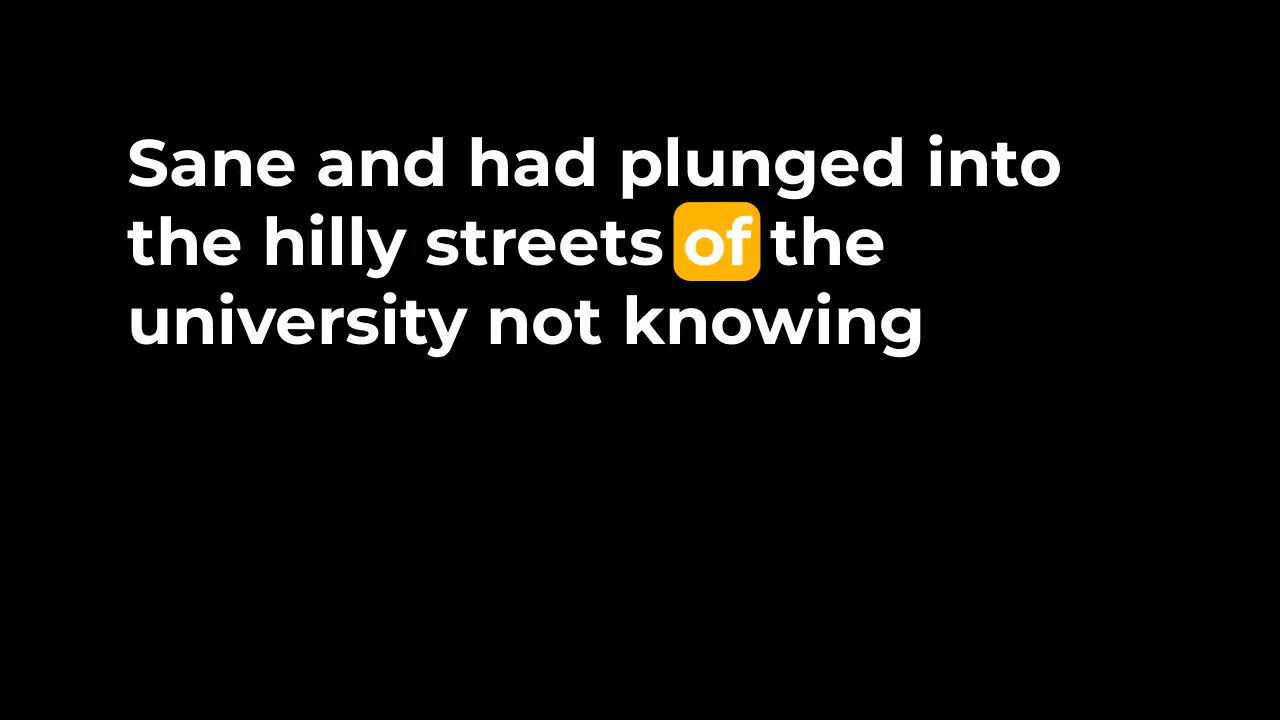 Sane and had plunged into
the hilly streets of the
university not knowing